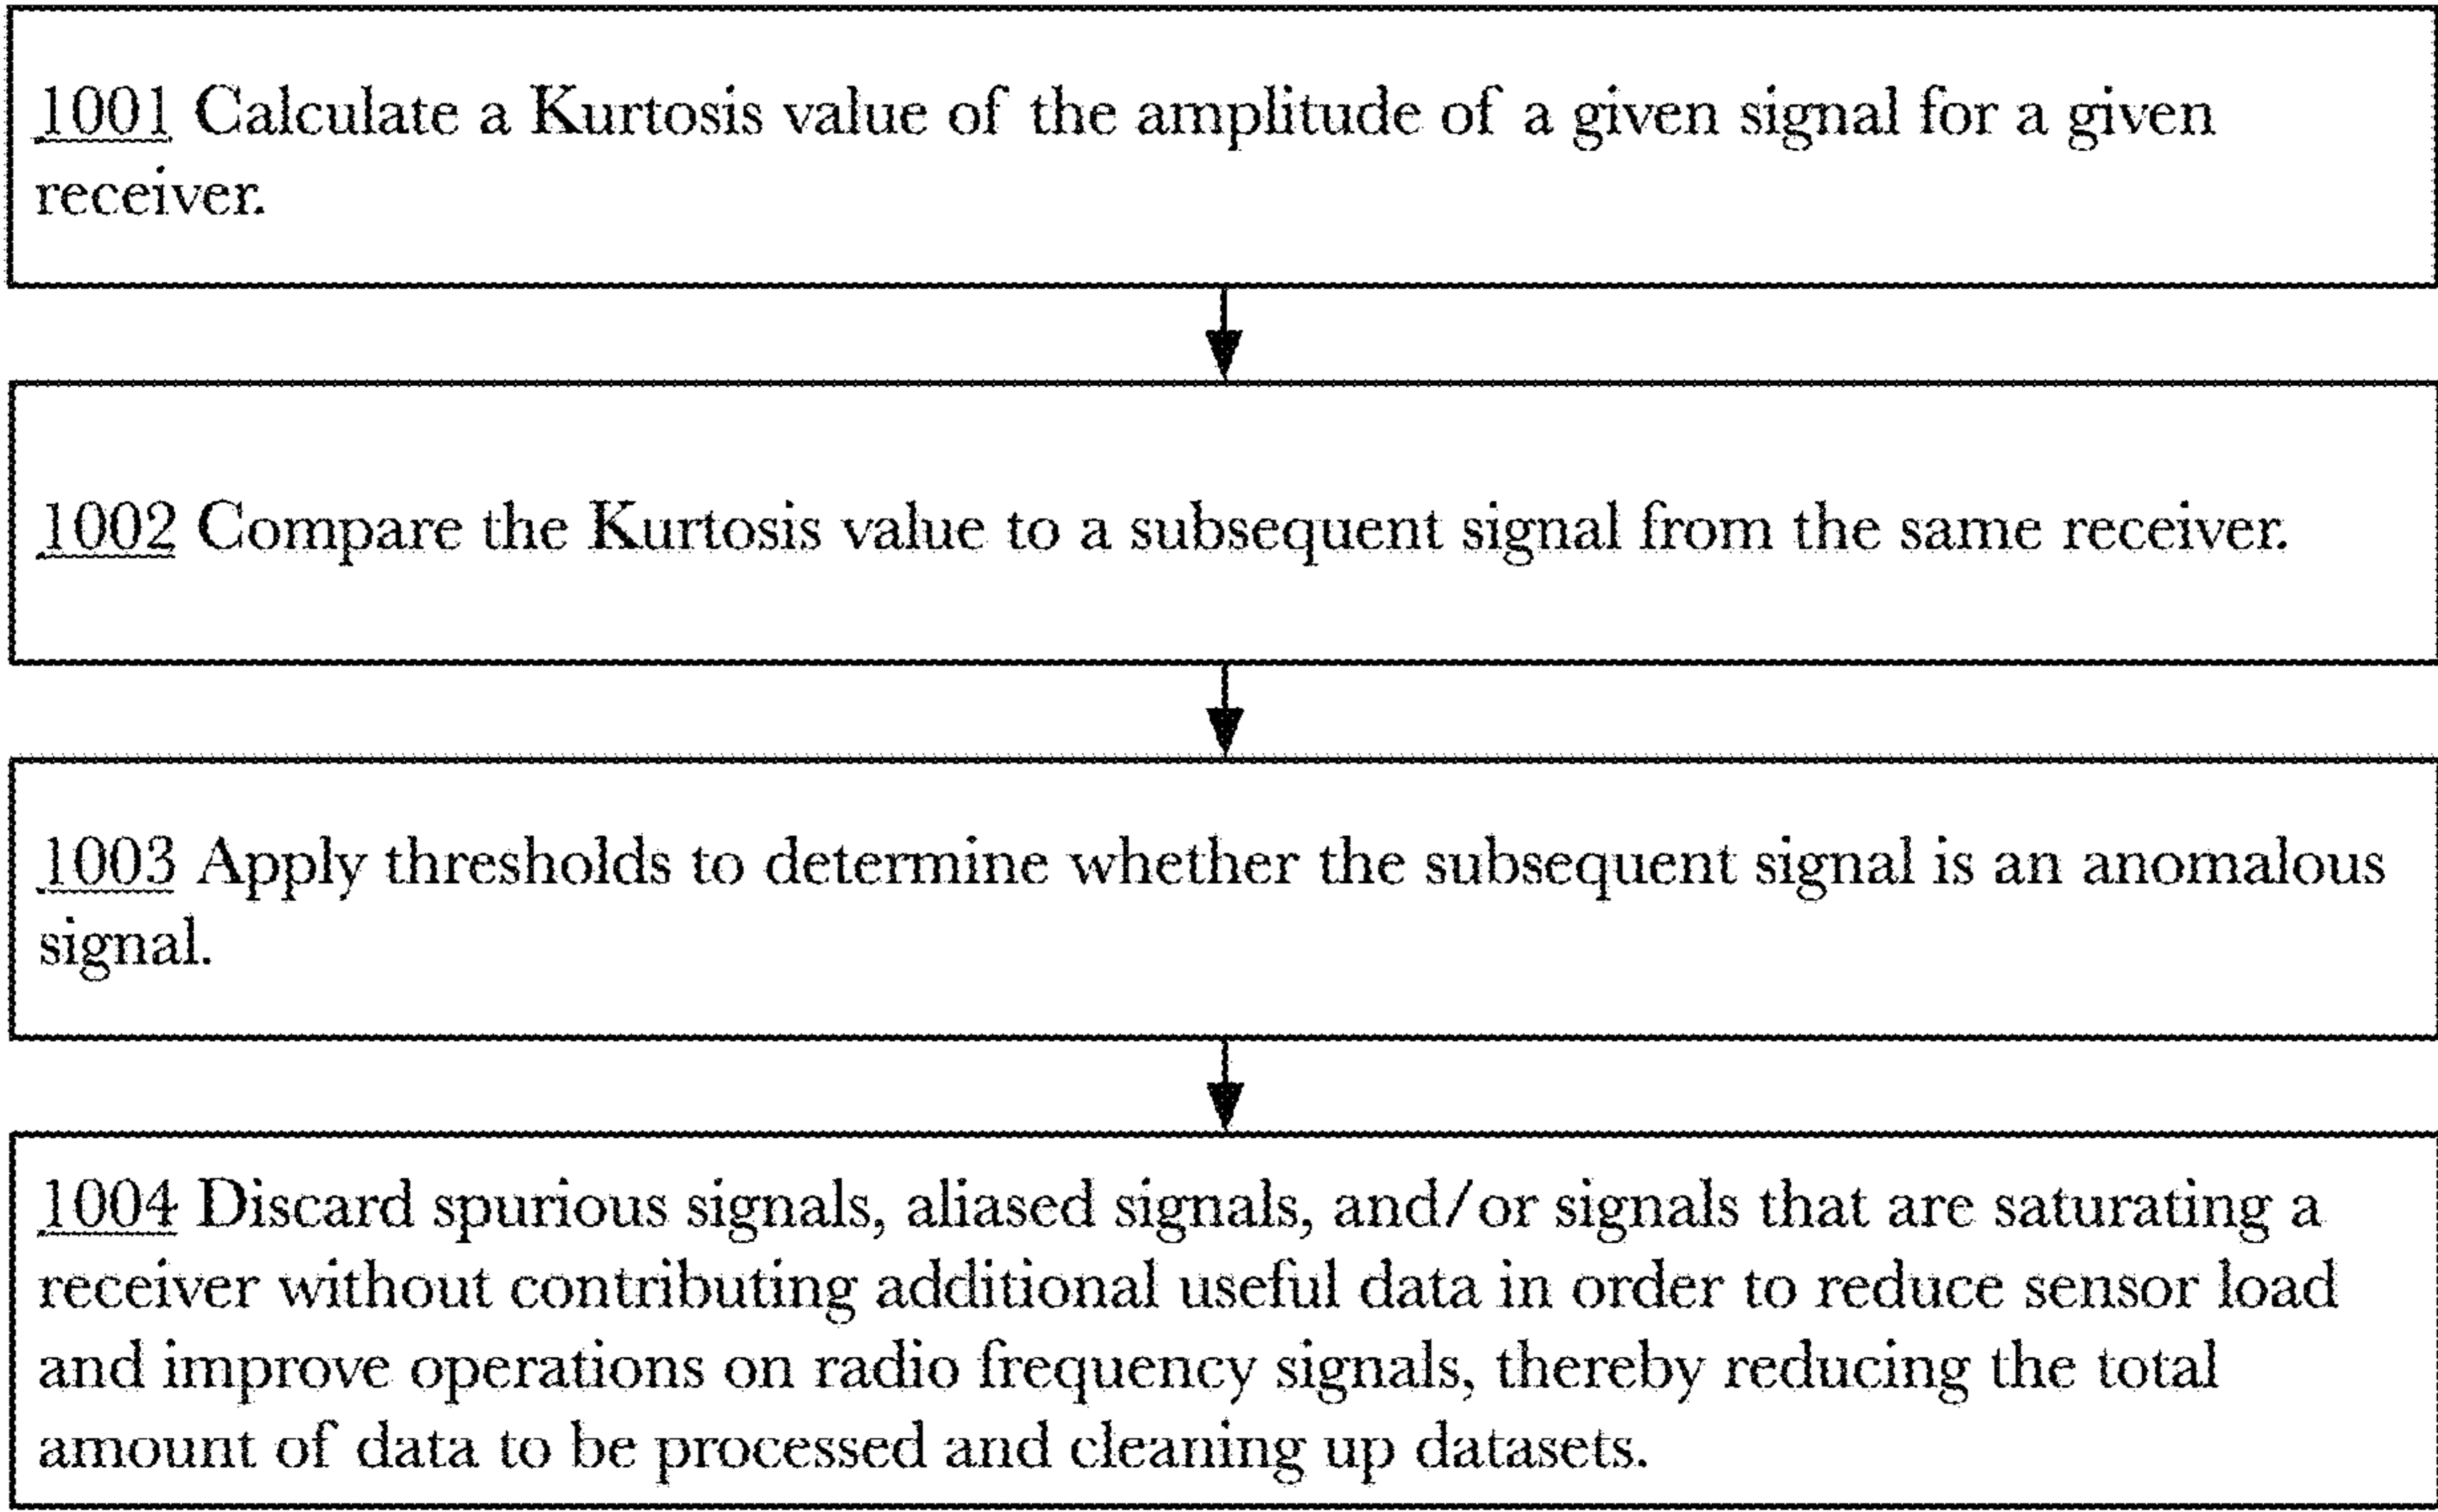 1001 Calculate a Kurtosis value of the amplitude of a given signal for a given
receiver.
1002 Compare the Kurtosis value to a subsequent signal from the same receiver.
1003 Apply thresholds to determine whether the subsequent signal is an anomalous
signal.
1004 Discard spurious signals, aliased signals, and/or signals that are saturating a
receiver without contributing additional useful data in order to reduce sensor load
and improve operations on radio frequency signals, thereby reducing the total
amount of data to be processed and cleaning up datasets.